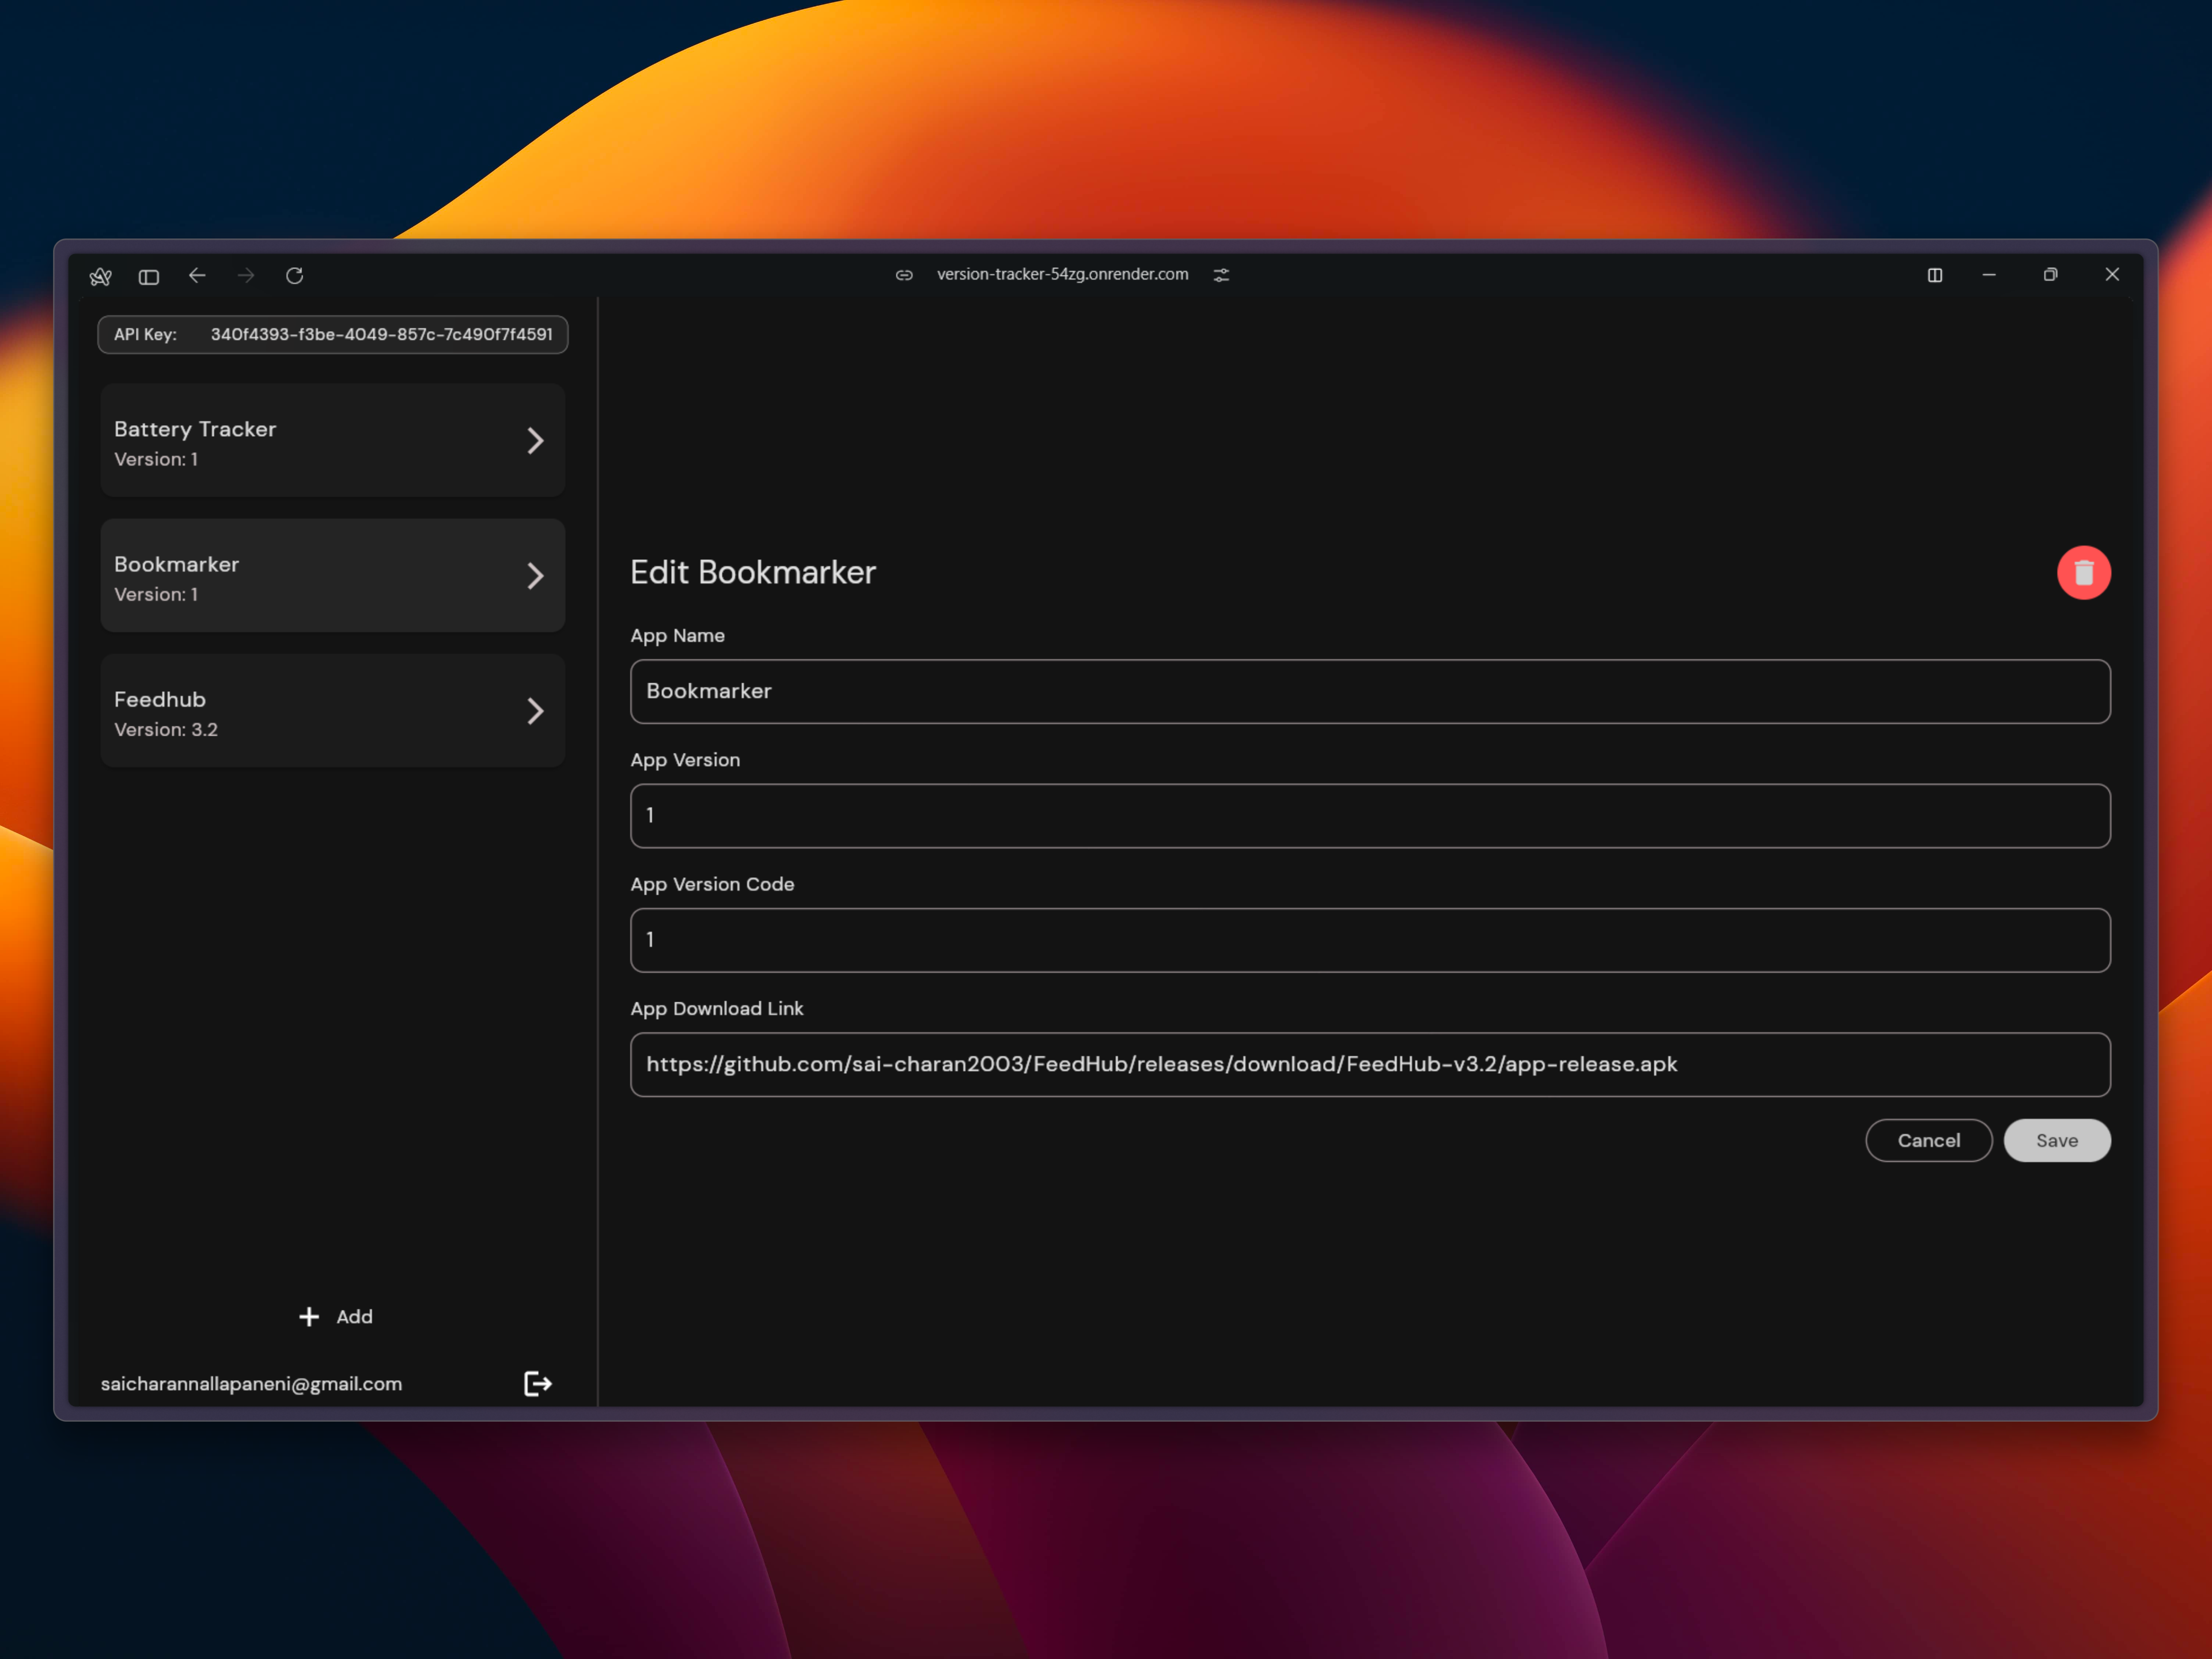 version-tracker-54zg.onrender.com
API Key: 340f4393-f3be-4049-857c-7c490f7f4591
Battery Tracker
Version: 1
Bookmarker
Version: 1
Feedhub
Version: 3.2
Add
saicharannallapaneni@gmail.com
Edit Bookmarker
App Name
Bookmarker
App Version
1
App Version Code
1
App Download Link
https://github.com/sai-charan2003/FeedHub/releases/download/FeedHub-v3.2/app-release.apk
Cancel
Save